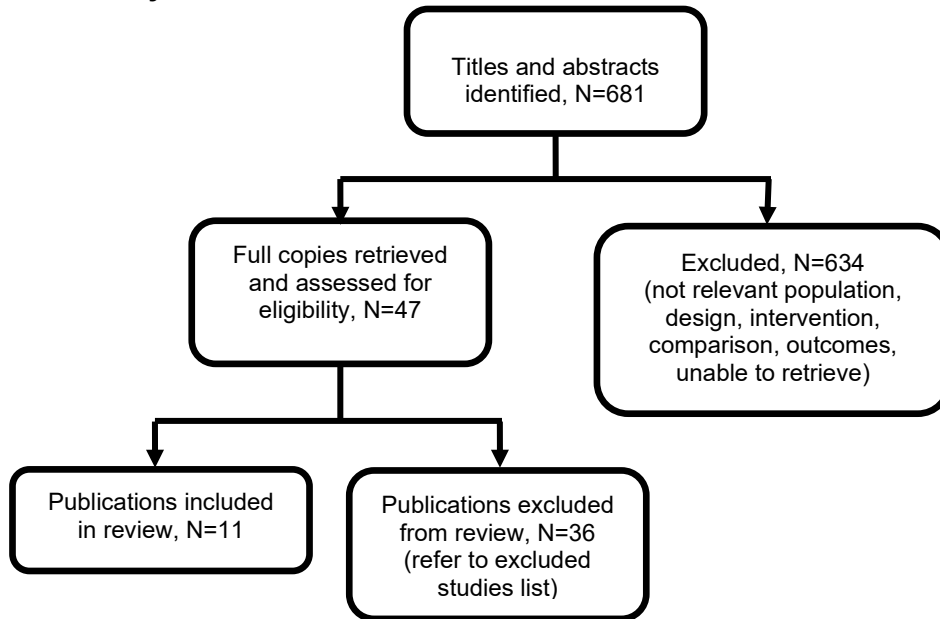 Titles and abstracts
identified, N=681
Full copies retrieved
and assessed for
eligibility, N=47
Excluded, N=634
(not relevant population,
design, intervention,
comparison, outcomes,
unable to retrieve)
Publications included
in review, N=11
Publications excluded
from review, N=36
(refer to excluded
studies list)